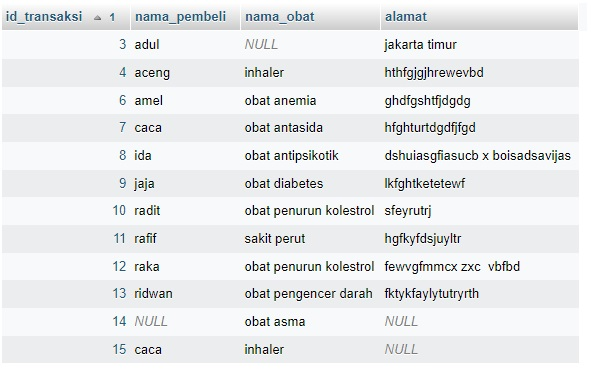 id_transaksi 1 nama_pembeli nama_obat alamat
3 adul NULL jakarta timur
4 aceng inhaler hthfgjgjhrewevbd
6 amel obat anemia ghdfgshtfjdgdg
7 caca obat antasida hfghturtdgdfjfgd
8 ida obat antipsikotik dshuiasgfiasucb x boisadsavijas
9 jaja obat diabetes lkfghtketetewf
10 radit obat penurun kolestrol sfeyrutrj
11 rafif sakit perut hgfkyfdsjuyltr
12 raka obat penurun kolestrol fewvgfmmcx zxc vbfbd
13 ridwan obat pengencer darah fktykfaylytutryrth
14 NULL obat asma NULL
15 caca inhaler NULL